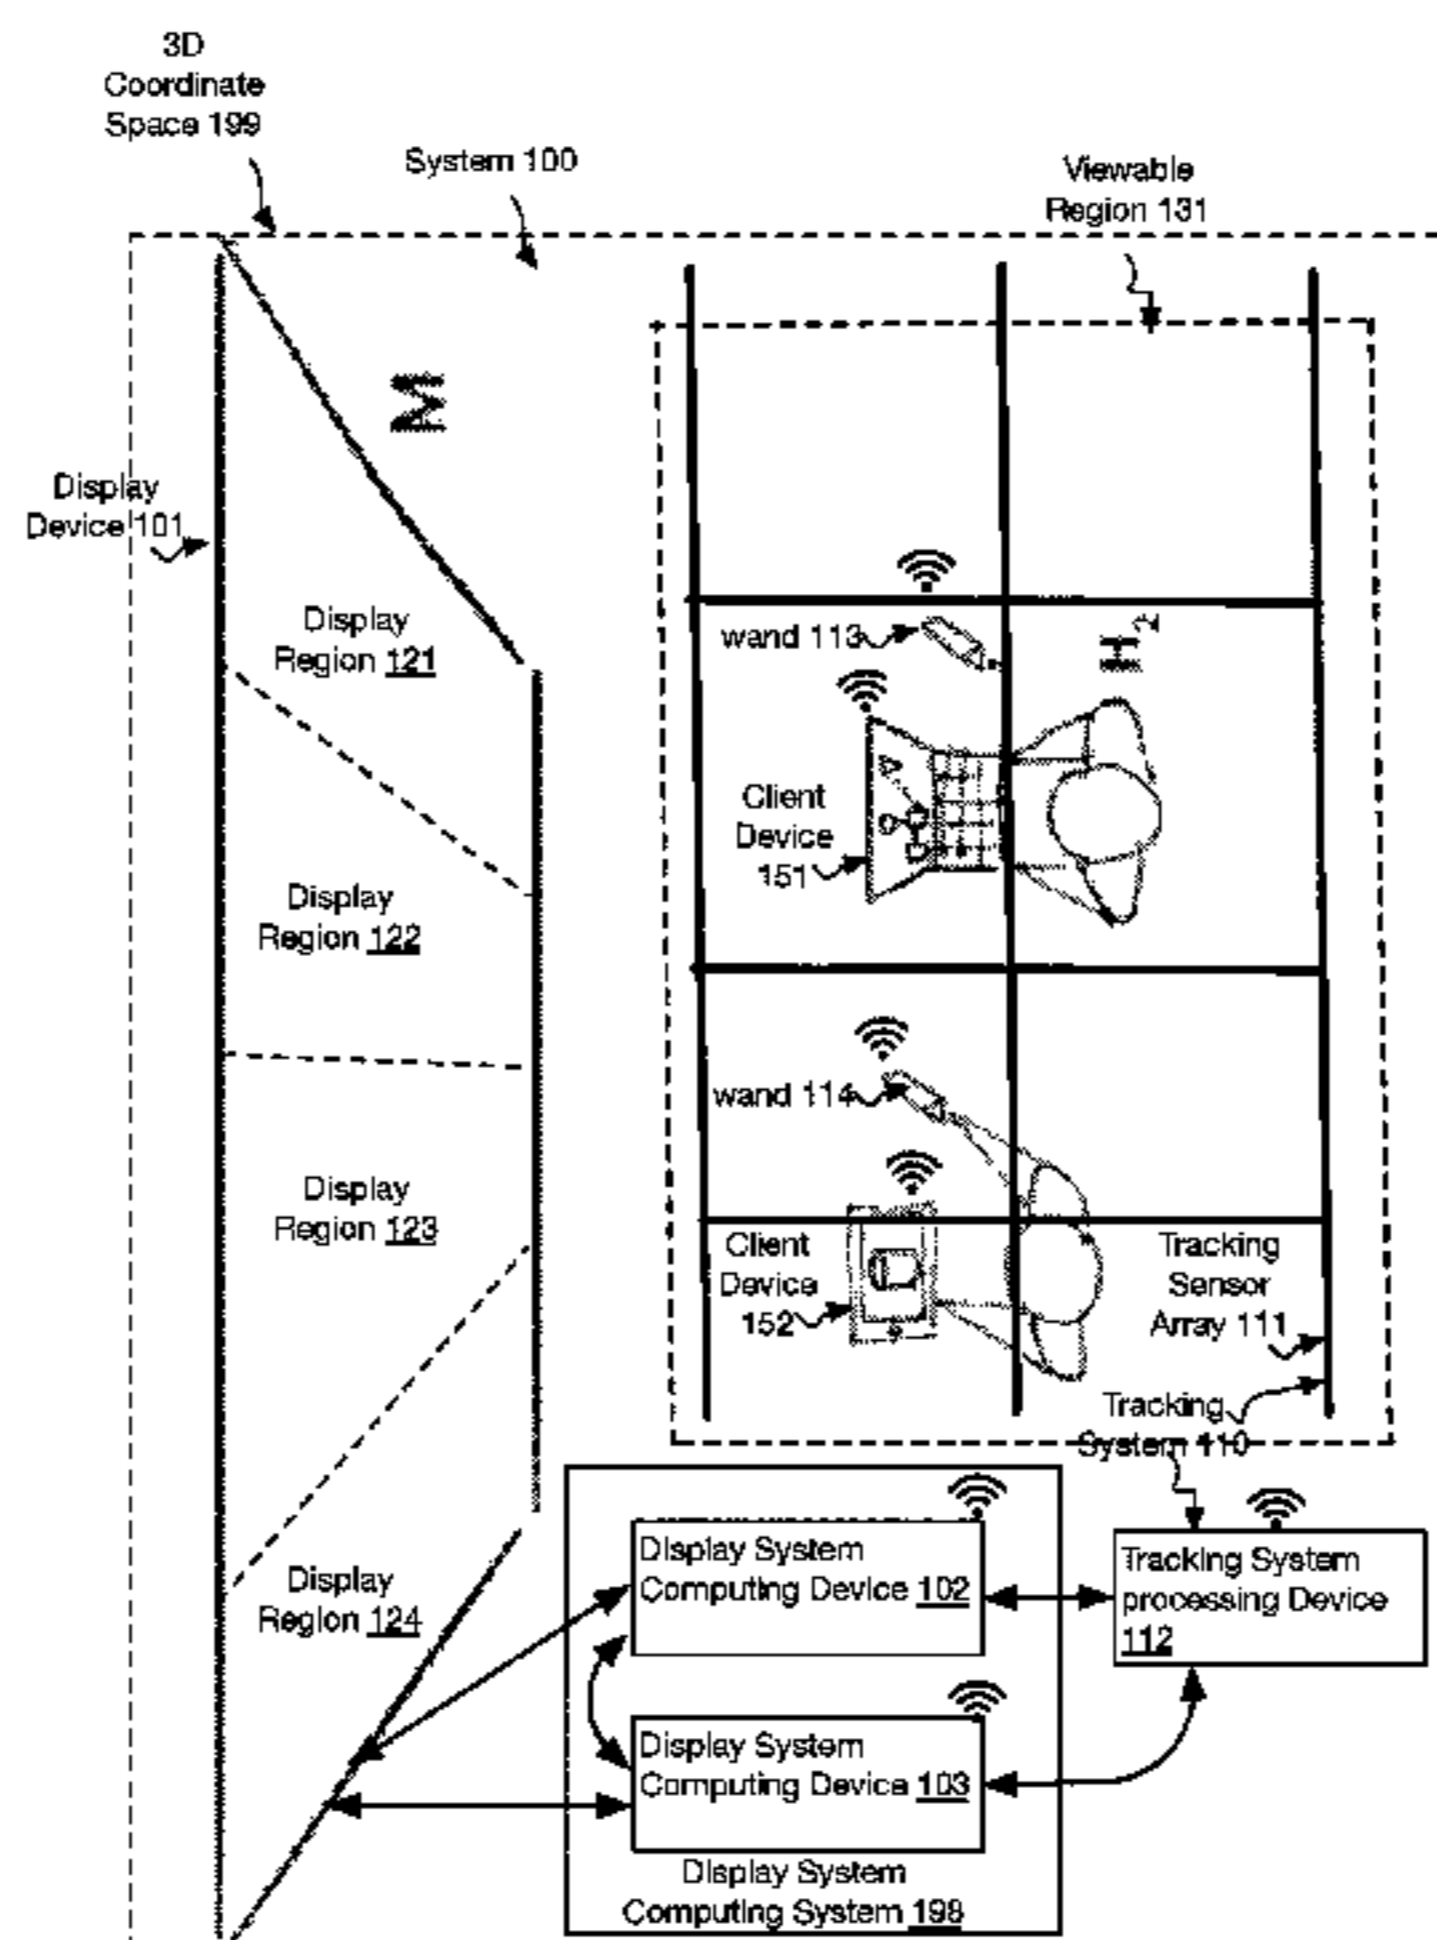 3D
Coordinate
Space 199
System 100
Viewable
Region 131
M
Display
Device 101
Display
Region 121
wand 113
H2
Client
Device
151
Display
Region 122
wand 114
Display
Region 123
Client
Device
152
Tracking
Sensor
Array 111
Tracking
System 110
Display
Region 124
Display System
Computing Device 102
Tracking System
processing Device
112
Display System
Computing Device 103
Display System
Computing System 198